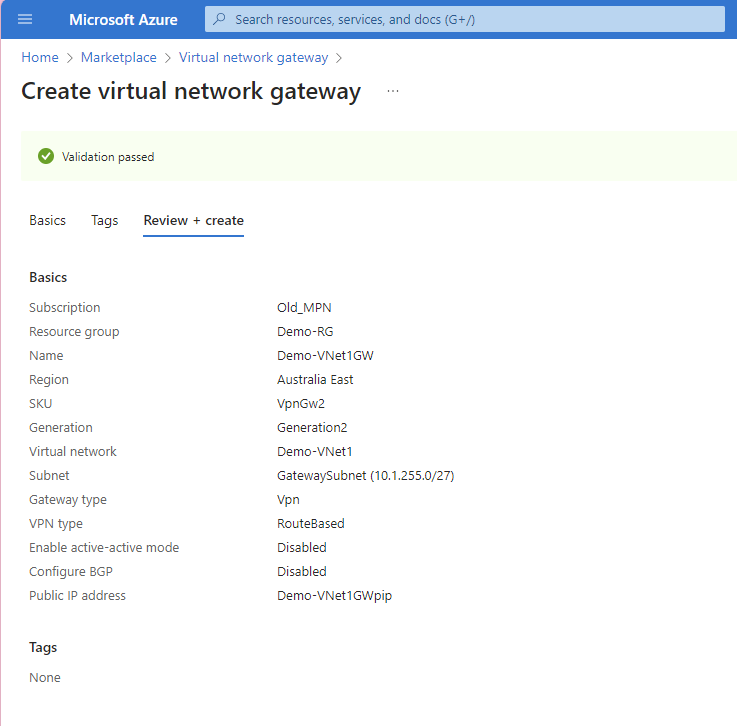 Microsoft Azure
Search resources, services, and docs (G+/)
Home > Marketplace > Virtual network gateway >
Create virtual network gateway ...
Validation passed
Basics Tags Review + create
Basics
Subscription Old_MPN
Resource group Demo-RG
Name Demo-VNet1GW
Region Australia East
SKU VpnGw2
Generation Generation2
Virtual network Demo-VNet1
Subnet GatewaySubnet (10.1.255.0/27)
Gateway type Vpn
VPN type RouteBased
Enable active-active mode Disabled
Configure BGP Disabled
Public IP address Demo-VNet1GWpip
Tags
None